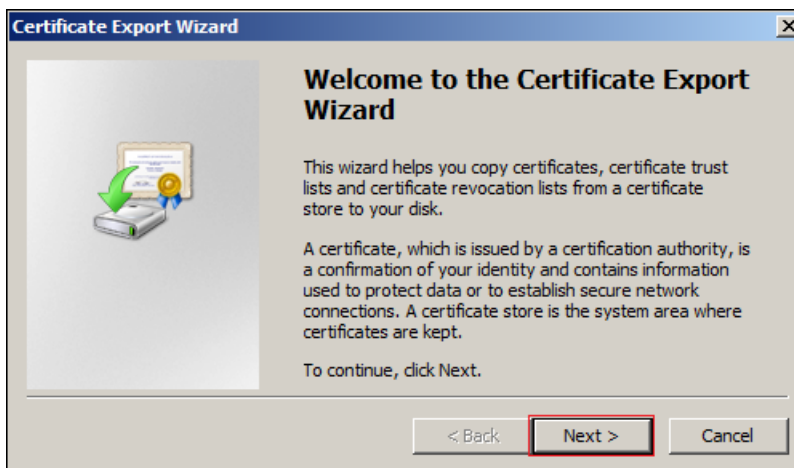 Certificate Export Wizard
Welcome to the Certificate Export
Wizard
This wizard helps you copy certificates, certificate trust
lists and certificate revocation lists from a certificate
store to your disk.
A certificate, which is issued by a certification authority, is
a confirmation of your identity and contains information
used to protect data or to establish secure network
connections. A certificate store is the system area where
certificates are kept.
To continue, click Next.
< Back
Next >
Cancel